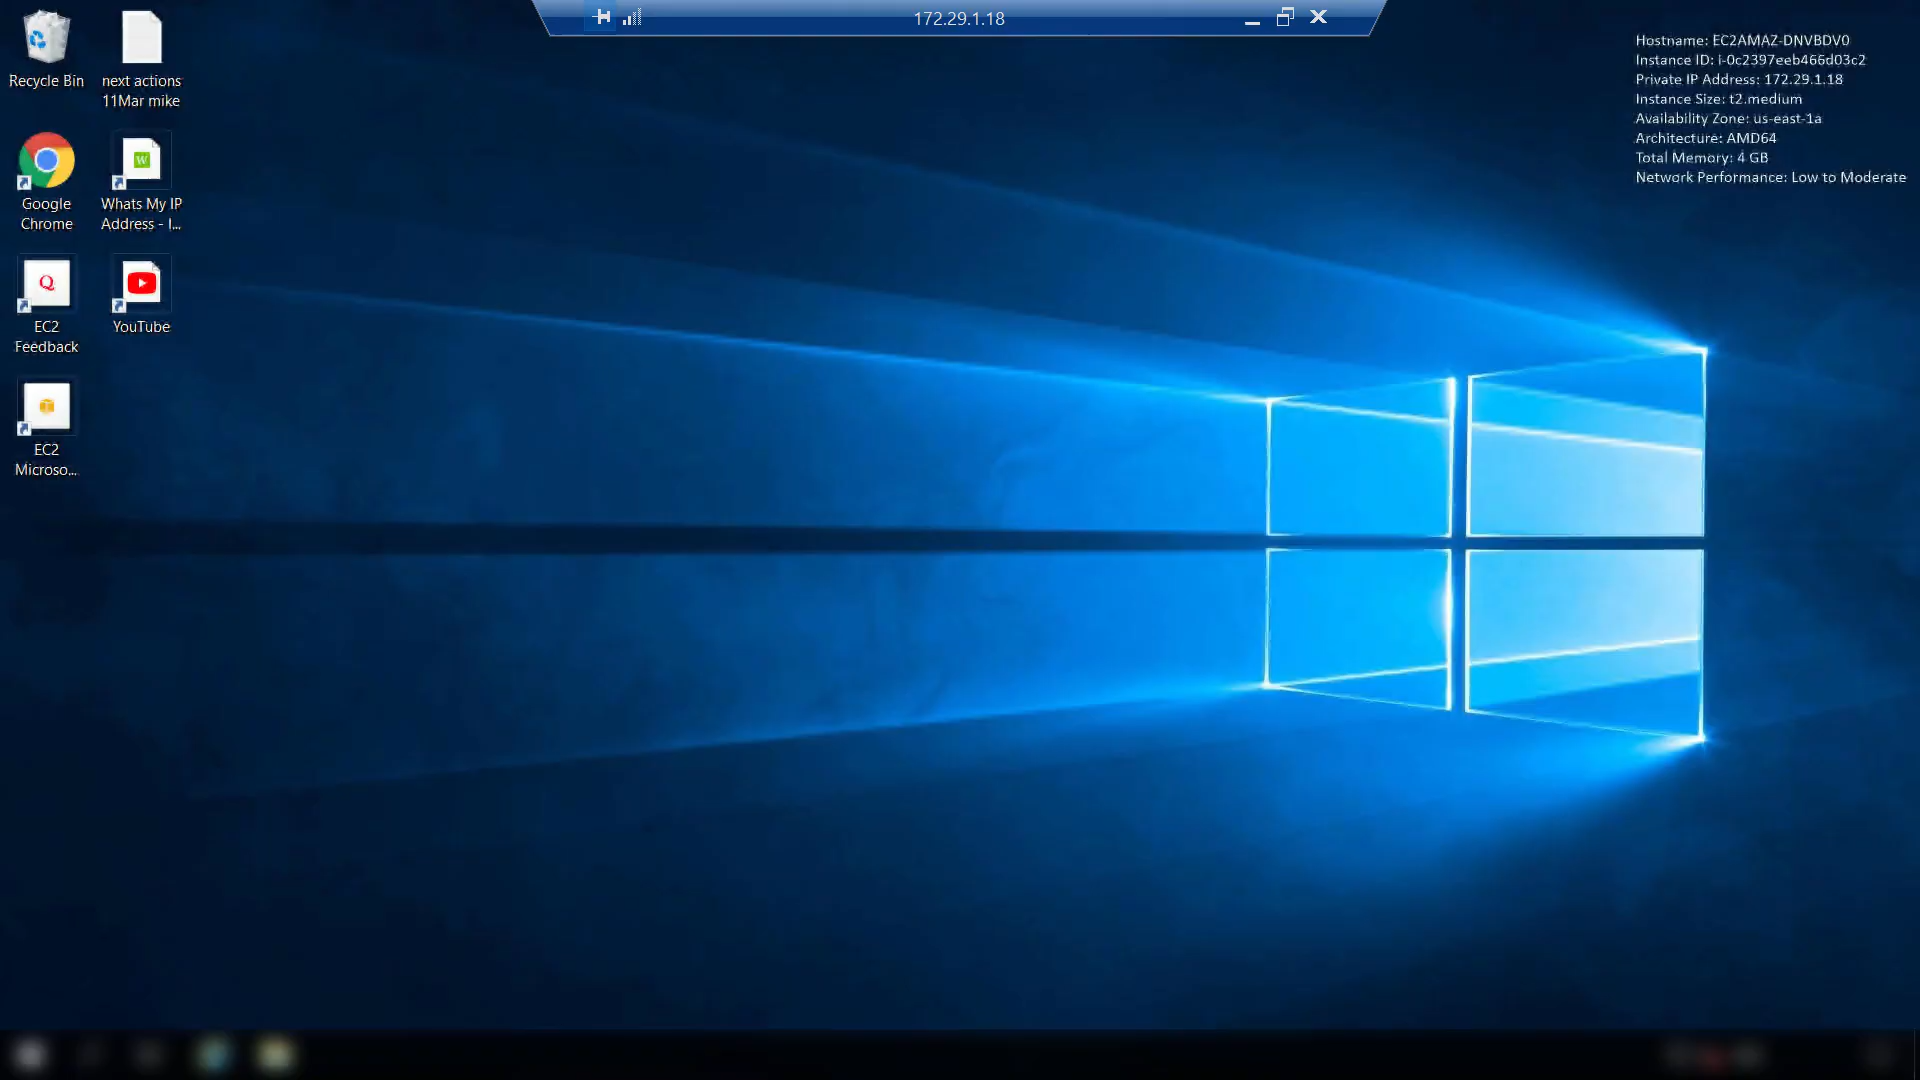 172.29.1.18
Hostname: EC2AMAZ-DNVBDV0
Instance ID: i-0c2397eeb466d03c2
Private IP Address: 172.29.1.18
Instance Size: t2.medium
Availability Zone: us-east-1a
Architecture: AMD64
Total Memory: 4 GB
Network Performance: Low to Moderate
Recycle Bin
next actions
11Mar mike
Google
Chrome
W
Whats My IP
Address - I...
Q
EC2
Feedback
YouTube
EC2
Microso...